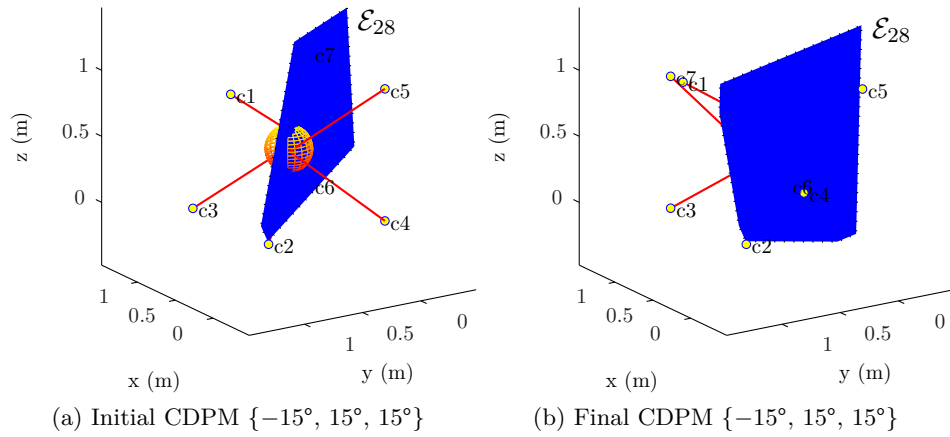 ℰ28
c7
c1
c5
c6
c3
c4
c2
1
0.5
0
z (m)
1
0.5
0
x (m)
1
0.5
0
y (m)
(a) Initial CDPM {−15°, 15°, 15°}
ℰ28
c7
c1
c5
c6
c4
c3
c2
1
0.5
0
z (m)
1
0.5
0
x (m)
1
0.5
0
y (m)
(b) Final CDPM {−15°, 15°, 15°}